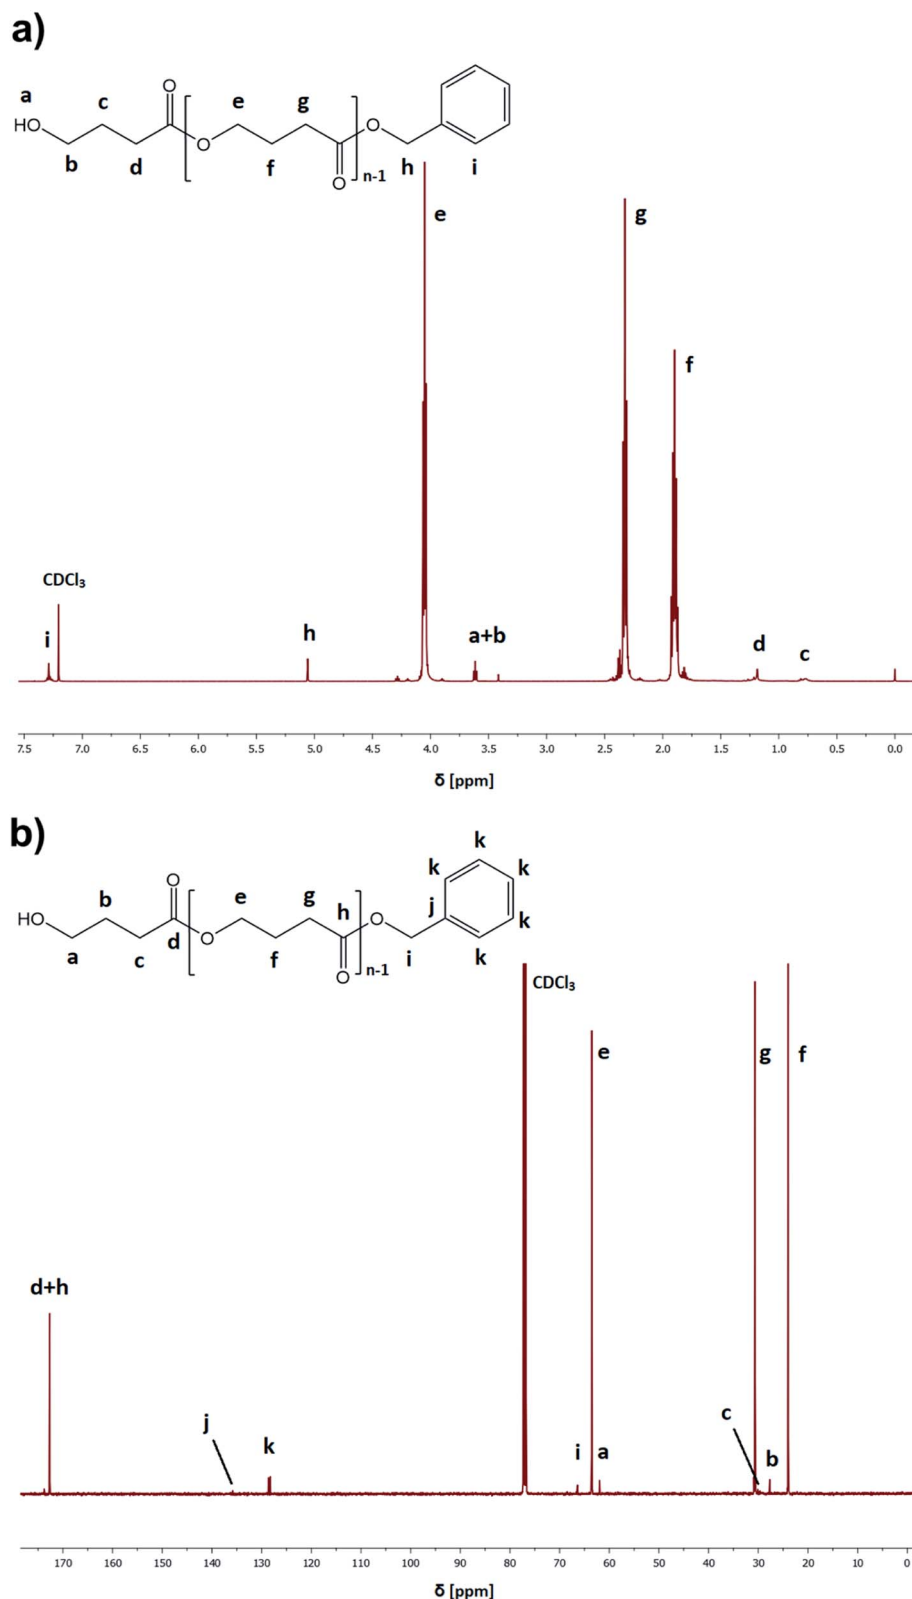 a)
a
c
O
e
g
HO
b
d
O
f
O
n-1
O
h
i
e
g
f
CDCl₃
i
h
a+b
d
c
7.5 7.0 6.5 6.0 5.5 5.0 4.5 4.0 3.5 3.0 2.5 2.0 1.5 1.0 0.5 0.0
δ [ppm]
b)
k
k k
b
O
e
g
h
O
j
k k
HO
a
c
d
O
f
O
n-1
i
k
CDCl₃
e
g
f
d+h
j
k
i
a
c
b
170 160 150 140 130 120 110 100 90 80 70 60 50 40 30 20 10 0
δ [ppm]